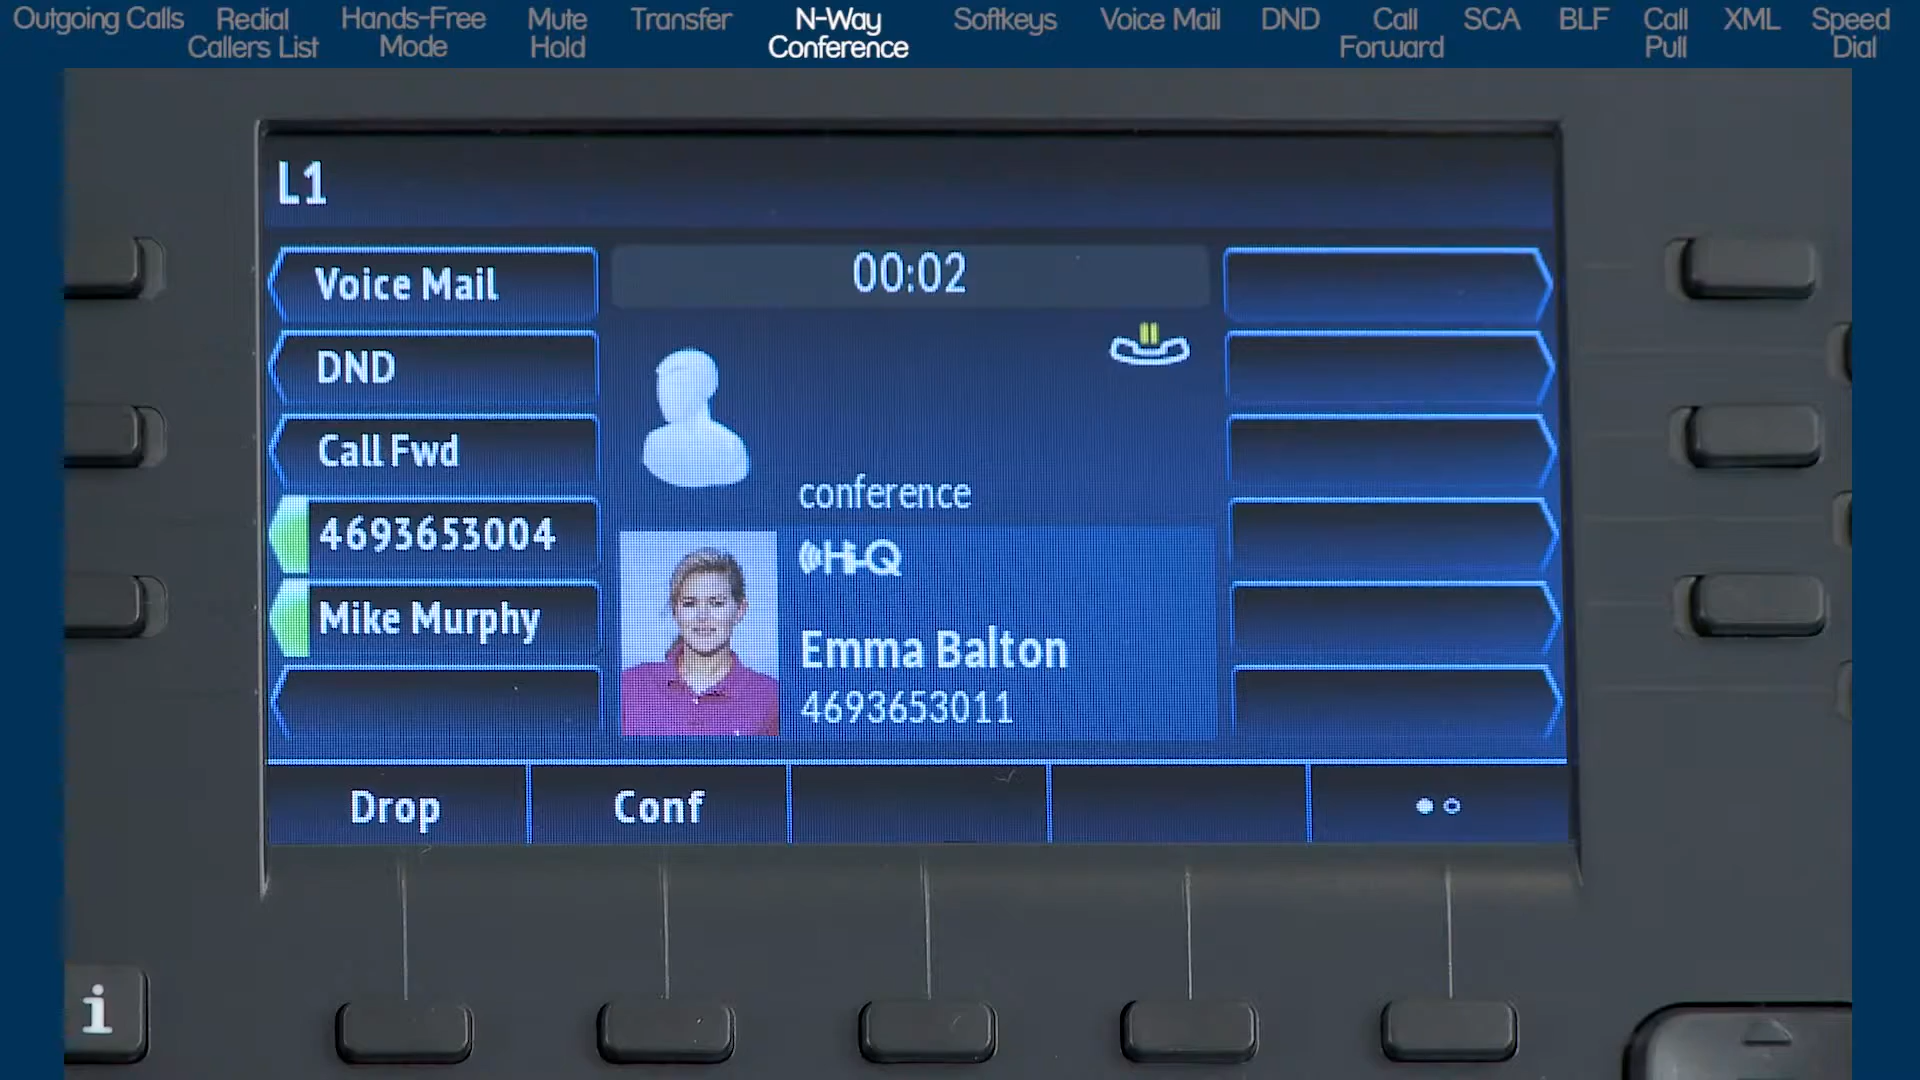 Outgoing Calls
Redial
Callers List
Hands-Free
Mode
Mute
Hold
Transfer
N-Way
Conference
Softkeys
Voice Mail
DND
Call
Forward
SCA
BLF
Call
Pull
XML
Speed
Dial
L1
Voice Mail
DND
Call Fwd
4693653004
Mike Murphy
00:02
conference
Hi-Q
Emma Balton
4693653011
Drop
Conf
i